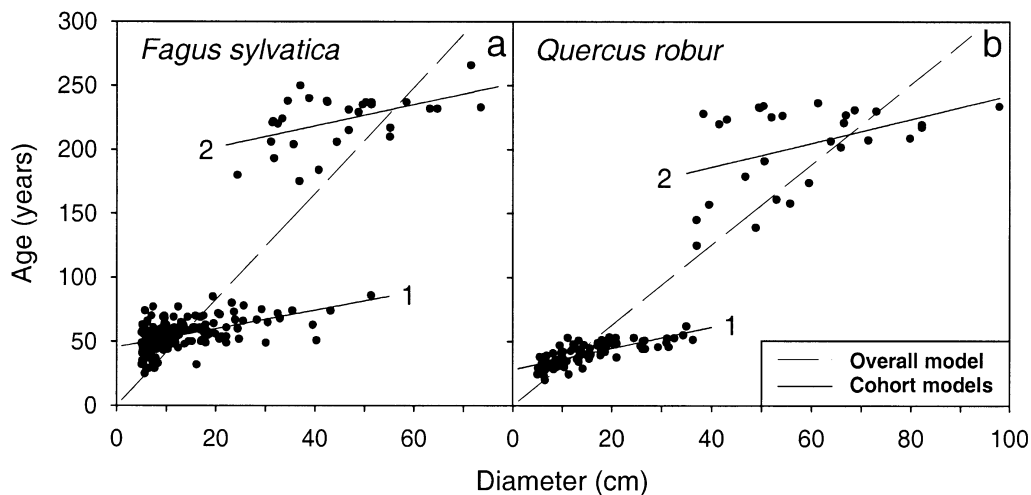 Fagus sylvatica
a
Quercus robur
b
300
250
200
150
100
50
0
Age (years)
2
1
2
1
Overall model
Cohort models
0 20 40 60 0 20 40 60 80 100
Diameter (cm)